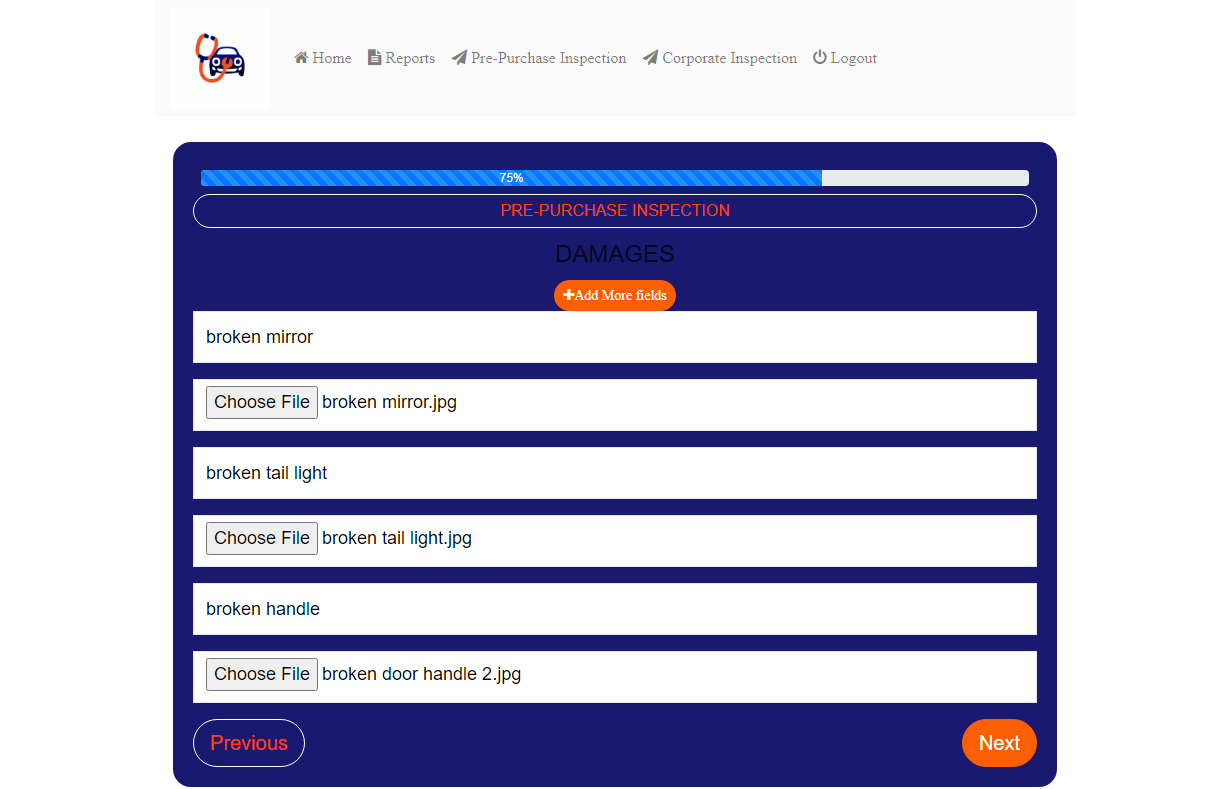 Home Reports Pre-Purchase Inspection Corporate Inspection Logout
75%
PRE-PURCHASE INSPECTION
DAMAGES
+Add More fields
broken mirror
Choose File broken mirror.jpg
broken tail light
Choose File broken tail light.jpg
broken handle
Choose File broken door handle 2.jpg
Previous Next